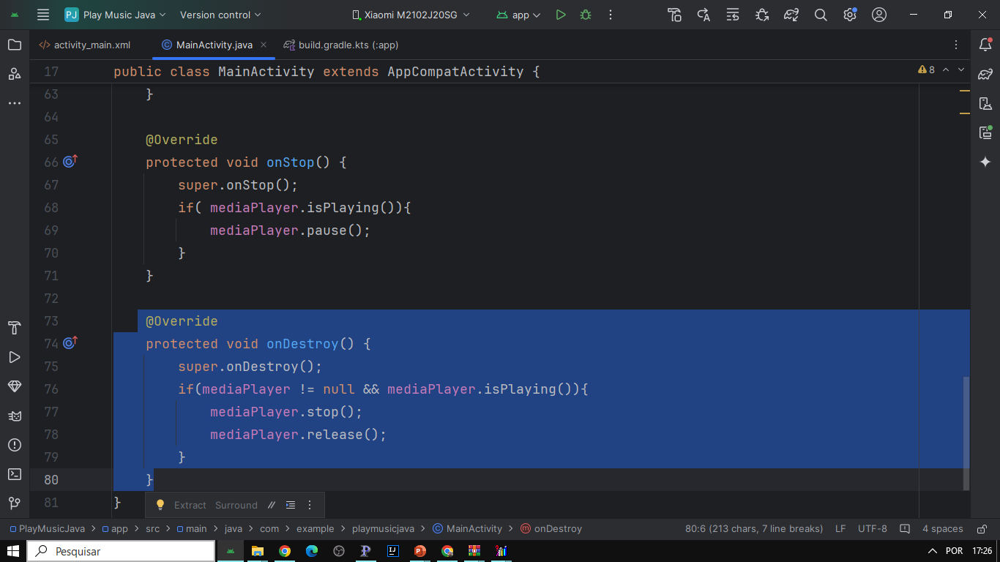 PJ Play Music Java Version control Xiaomi M2102J20SG app
activity_main.xml MainActivity.java build.gradle.kts (:app)
17 public class MainActivity extends AppCompatActivity { 8
63 }
64
65 @Override
66 protected void onStop() {
67 super.onStop();
68 if( mediaPlayer.isPlaying()){
69 mediaPlayer.pause();
70 }
71 }
72
73 @Override
74 protected void onDestroy() {
75 super.onDestroy();
76 if(mediaPlayer != null && mediaPlayer.isPlaying()){
77 mediaPlayer.stop();
78 mediaPlayer.release();
79 }
80 }
81 }
Extract Surround //
PlayMusicJava > app > src > main > java > com > example > playmusicjava > MainActivity > onDestroy 80:6 (213 chars, 7 line breaks) LF UTF-8 4 spaces
Pesquisar POR 17:26